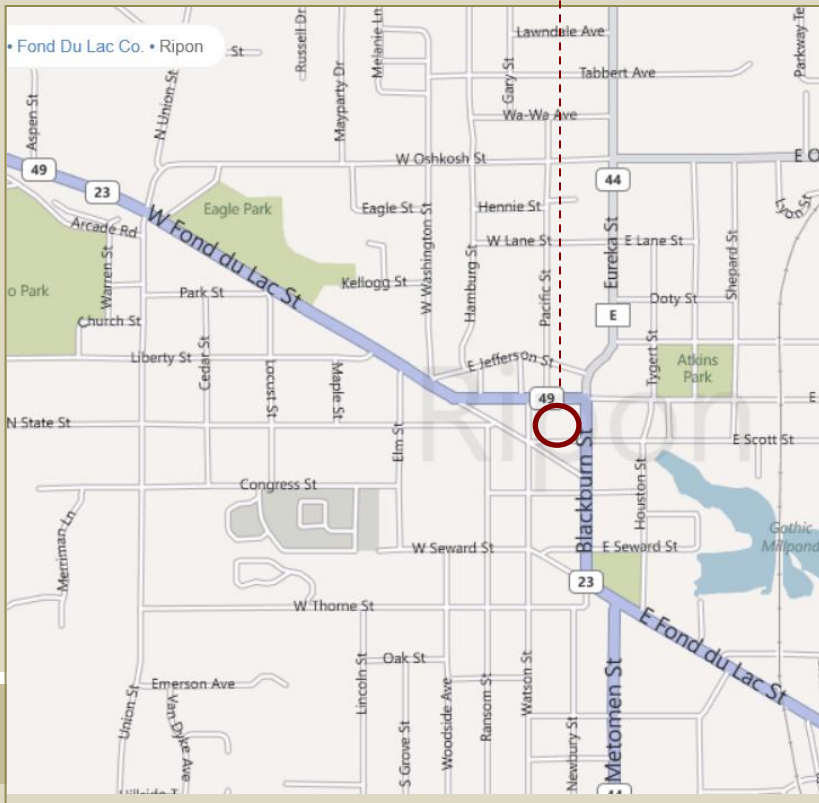 • Fond Du Lac Co. • Ripon
St
Russell Dr
Melanie Ln
Lawndale Ave
Parkway Te
Aspen St
N Union St
Mayparty Dr
Gary St
Tabbert Ave
Wa-Wa Ave
W Oshkosh St
E O
49
23
44
Eagle Park
Eagle St
Hennie St
Lyon St
Arcade Rd
W Fond du Lac St
W Washington St
W Lane St
E Lane St
Eureka St
Shepard St
Warren St
Kellogg St
Hamburg St
Pacific St
o Park
Park St
Doty St
E
Church St
Liberty St
Cedar St
Locust St
Maple St
E Jefferson St
Tygert St
Atkins
Park
49
E
Ripon
N State St
Elm St
E Scott St
Blackburn St
Houston St
Congress St
Merriman Ln
Gothic
Millpond
W Seward St
E Seward St
23
W Thorne St
E Fond du Lac St
Oak St
Lincoln St
Emerson Ave
Union St
Van Dyke Ave
S Grove St
Woodside Ave
Ransom St
Watson St
Newbury St
Metomen St
44